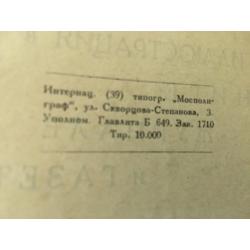 Интернац. (39) типогр. „Мосполи-
граф", ул. Скворцова-Степанова, 3.
Уполном. Главлита Б 649. Зак. 1710
Тир. 10.000